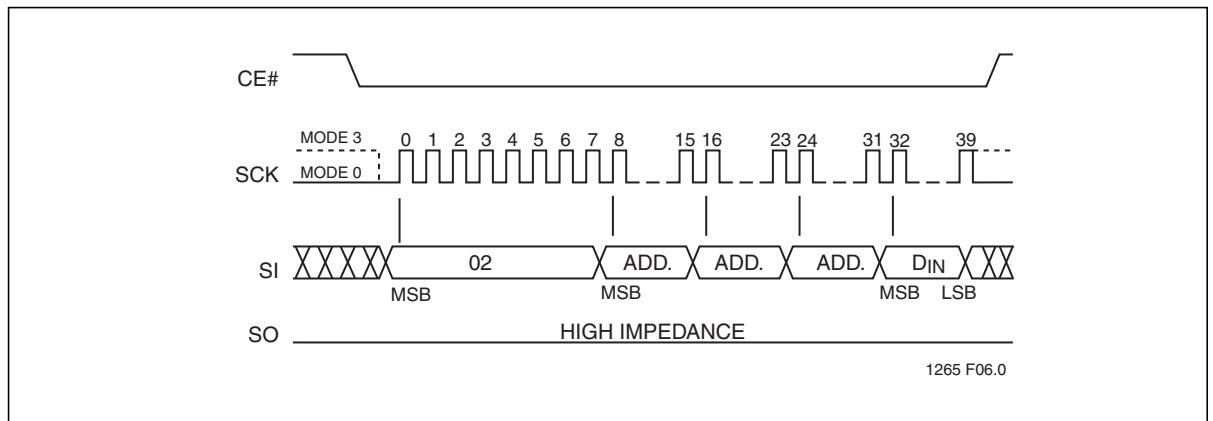 CE#
MODE 3
0 1 2 3 4 5 6 7 8 15 16 23 24 31 32 39
SCK
MODE 0
SI
02 ADD. ADD. ADD. DIN
MSB MSB MSB LSB
SO
HIGH IMPEDANCE
1265 F06.0